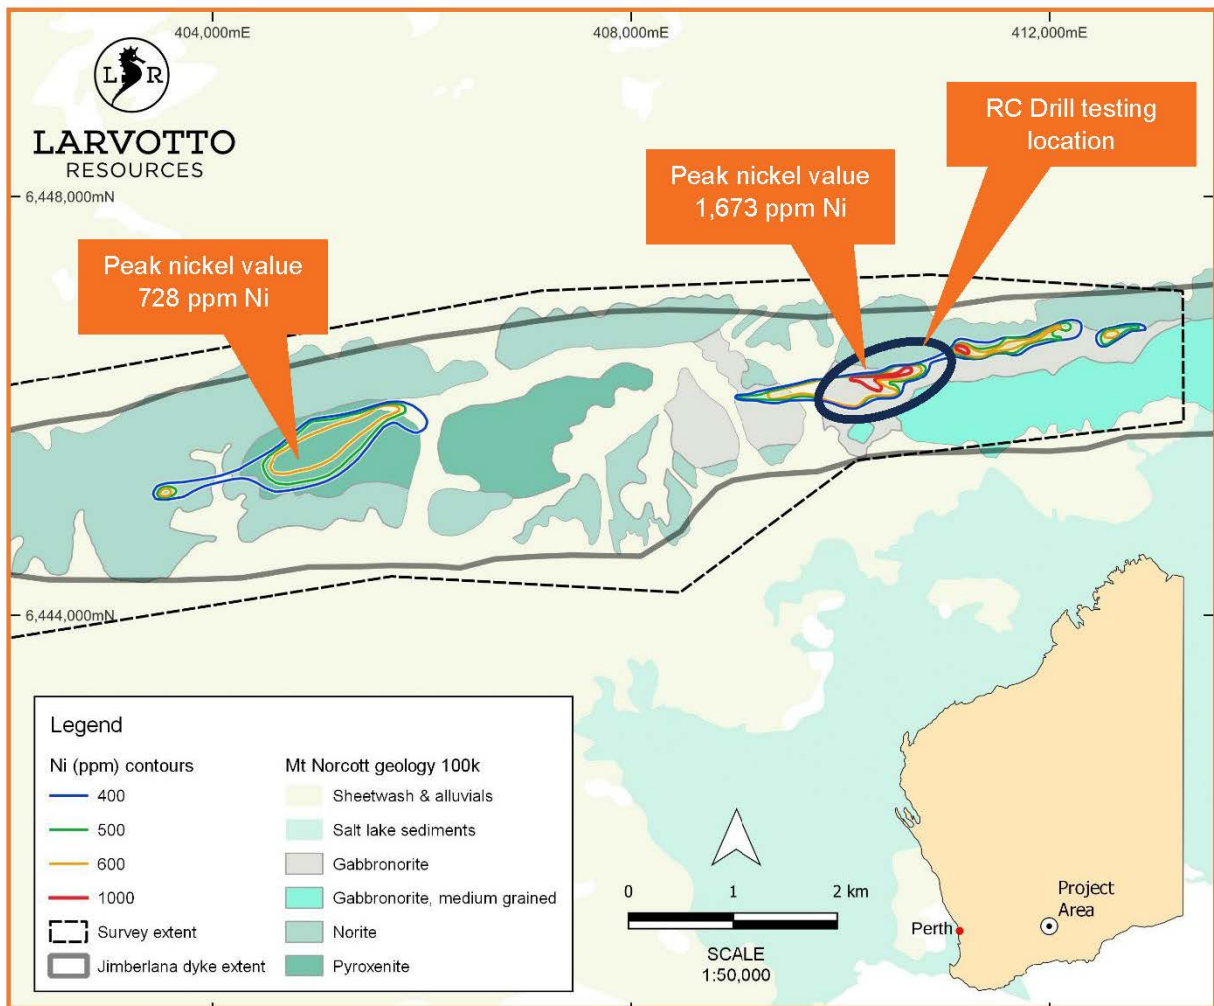 404,000mE
408,000mE
412,000mE
L R
LARVOTTO
RESOURCES
RC Drill testing
location
Peak nickel value
1,673 ppm Ni
6,448,000mN
Peak nickel value
728 ppm Ni
6,444,000mN
Legend
Ni (ppm) contours
400
500
600
1000
Survey extent
Jimberlana dyke extent
Mt Norcott geology 100k
Sheetwash & alluvials
Salt lake sediments
Gabbronorite
Gabbronorite, medium grained
Norite
Pyroxenite
0 1 2 km
SCALE
1:50,000
Project
Area
Perth